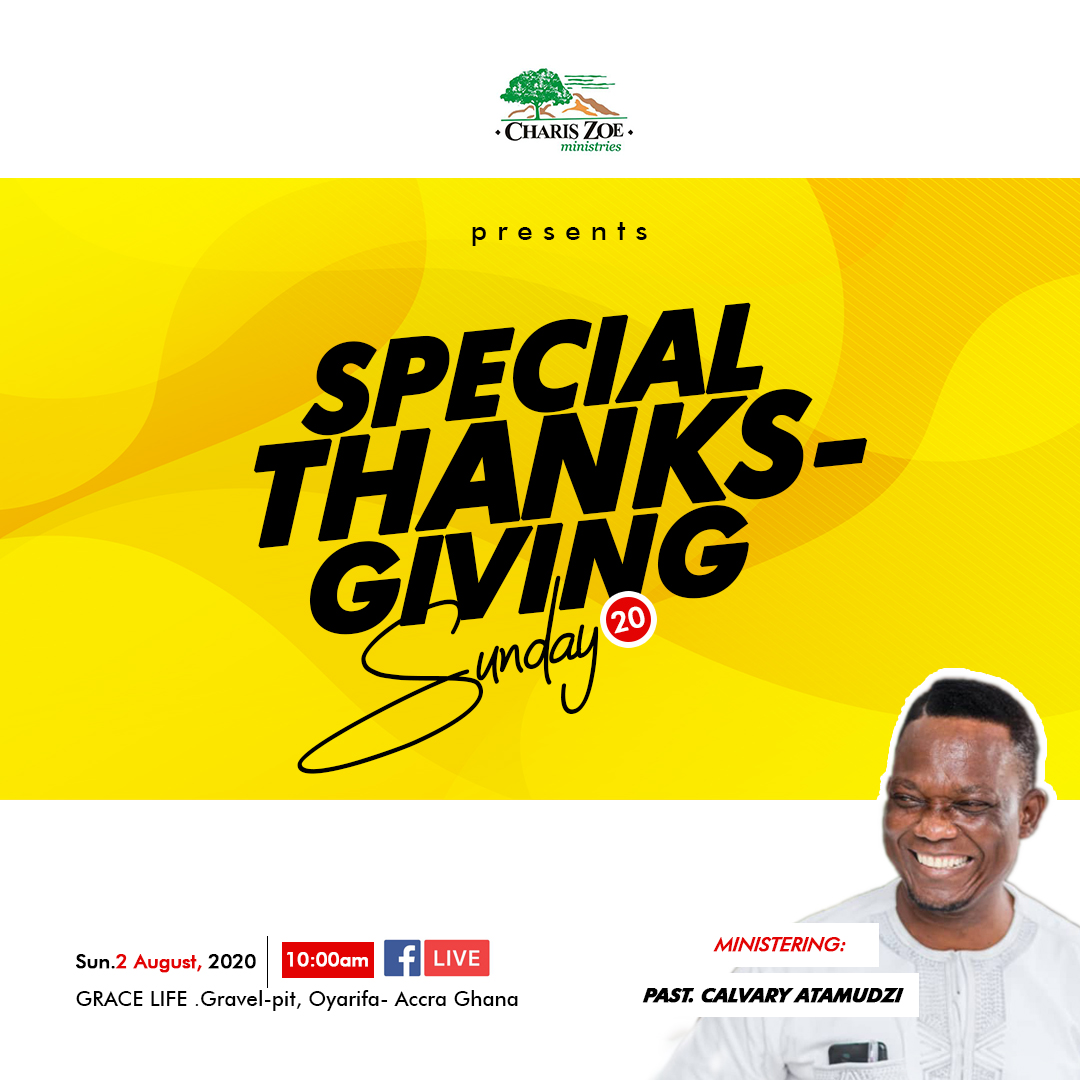 CHARIS ZOE
ministries
presents
SPECIAL
THANKS-
GIVING
Sunday 20
Sun.2 August, 2020 10:00am f LIVE
GRACE LIFE .Gravel-pit, Oyarifa- Accra Ghana
MINISTERING:
PAST. CALVARY ATAMUDZI